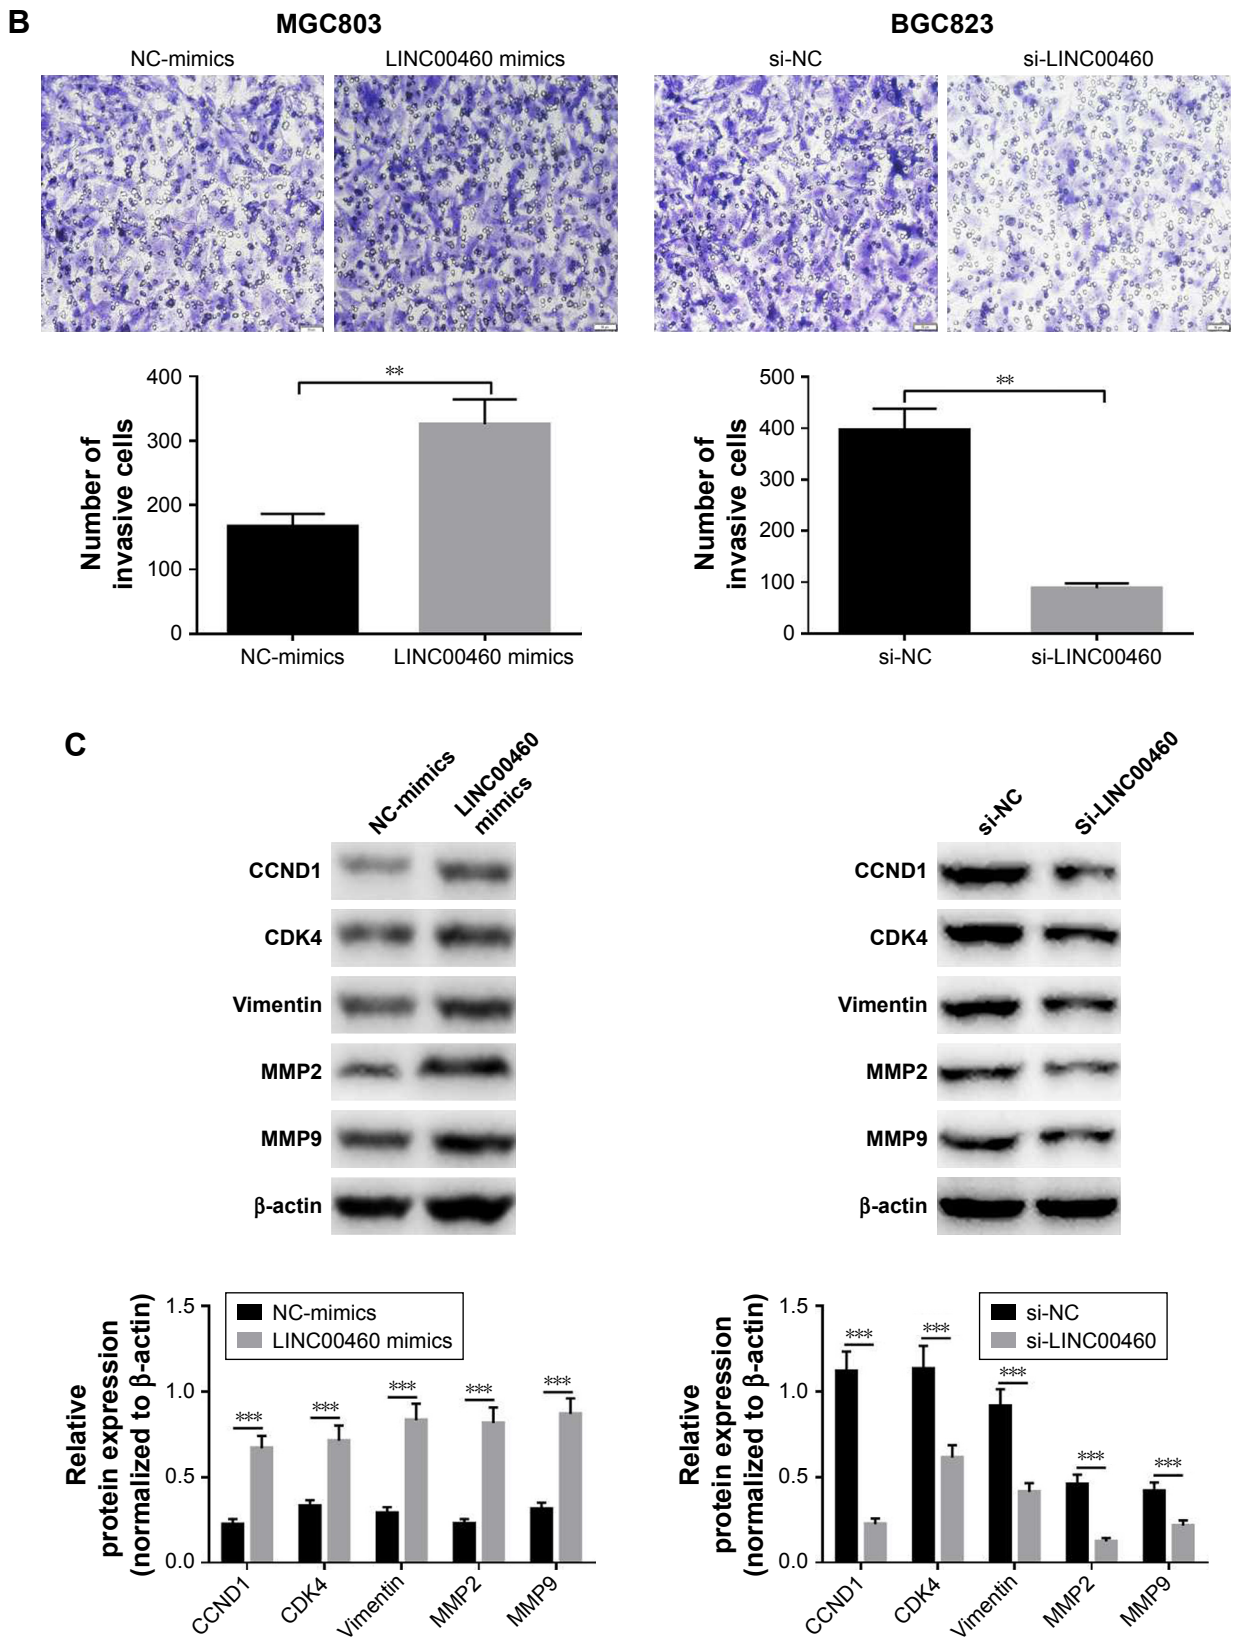 B
MGC803
BGC823
NC-mimics
LINC00460 mimics
si-NC
si-LINC00460
400
300
200
100
0
Number of
invasive cells
**
NC-mimics
LINC00460 mimics
500
400
300
200
100
0
Number of
invasive cells
**
si-NC
si-LINC00460
C
NC-mimics
LINC00460
mimics
CCND1
CDK4
Vimentin
MMP2
MMP9
β-actin
si-NC
Si-LINC00460
CCND1
CDK4
Vimentin
MMP2
MMP9
β-actin
Relative
protein expression
(normalized to β-actin)
1.5
1.0
0.5
0.0
NC-mimics
LINC00460 mimics
***
***
***
***
***
CCND1
CDK4
Vimentin
MMP2
MMP9
Relative
protein expression
(normalized to β-actin)
1.5
1.0
0.5
0.0
si-NC
si-LINC00460
***
***
***
***
***
CCND1
CDK4
Vimentin
MMP2
MMP9